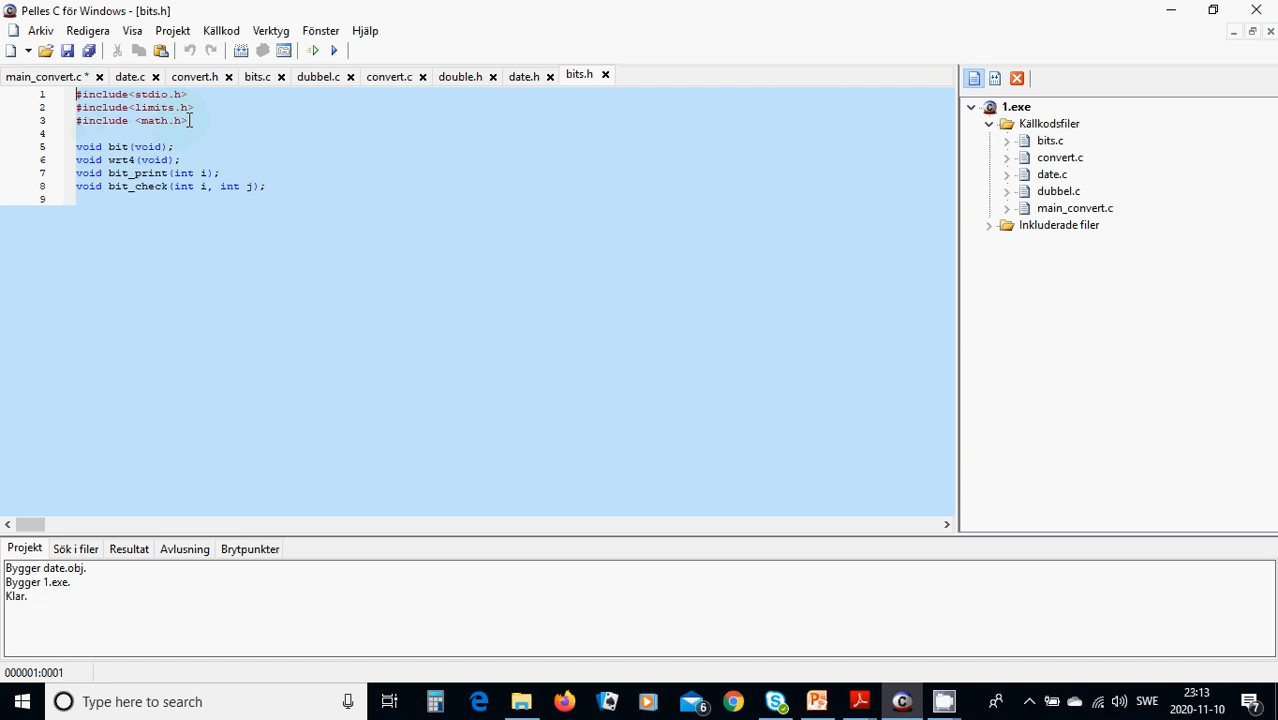 Pelles C för Windows - [bits.h]
Arkiv Redigera Visa Projekt Källkod Verktyg Fönster Hjälp
main_convert.c * date.c convert.h bits.c dubbel.c convert.c double.h date.h bits.h
1 #include<stdio.h>
2 #include<limits.h>
3 #include <math.h>
4
5 void bit(void);
6 void wrt4(void);
7 void bit_print(int i);
8 void bit_check(int i, int j);
9
1.exe
Källkodsfiler
bits.c
convert.c
date.c
dubbel.c
main_convert.c
Inkluderade filer
Projekt Sök i filer Resultat Avlusning Brytpunkter
Bygger date.obj.
Bygger 1.exe.
Klar.
000001:0001
Type here to search
6
SWE
23:13
2020-11-10
7